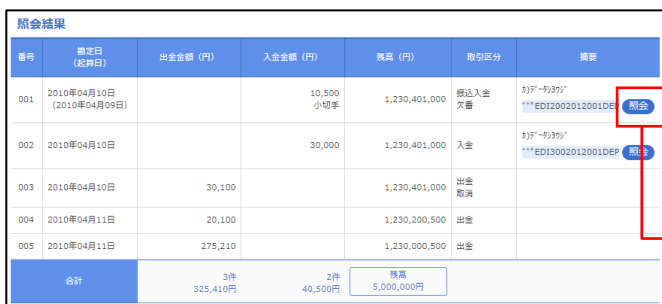 照会結果
番号 勘定日 出金金額（円） 入金金額（円） 残高（円） 取引区分 摘要
（起算日）
001 2010年04月10日 10,500 1,230,401,000 振込入金 ｶ)ﾃﾞｰﾀｼﾖｳｼﾞ
（2010年04月09日） 小切手 欠番 ***EDI2002012001DEP 照会
002 2010年04月10日 30,000 1,230,401,000 入金 ｶ)ﾃﾞｰﾀｼﾖｳｼﾞ
***EDI3002012001DEP 照会
003 2010年04月10日 30,100 1,230,401,000 出金
取消
004 2010年04月11日 20,100 1,230,200,500 出金
005 2010年04月11日 275,210 1,230,000,500 出金
合計 3件 2件 残高
325,410円 40,500円 5,000,000円